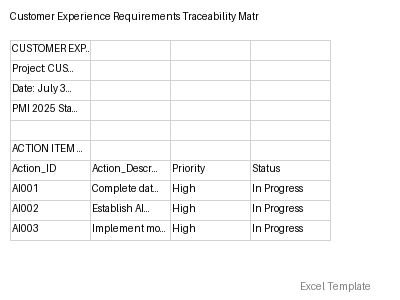 Customer Experience Requirements Traceability Matr
CUSTOMER EXP...
Project: CUS...
Date: July 3...
PMI 2025 Sta...
ACTION ITEM ...
Action_ID Action_Descr... Priority Status
AI001 Complete dat... High In Progress
AI002 Establish AI... High In Progress
AI003 Implement mo... High In Progress
Excel Template